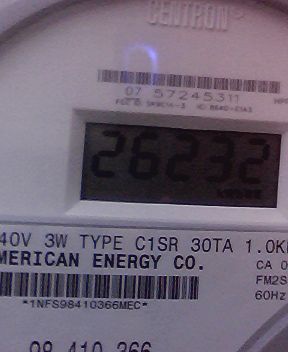 CENTRON
07 57245311
26232
40V 3W TYPE C1SR 30TA 1.0K
MERICAN ENERGY CO.
CA 0
FM2S
60Hz
*1NFS98410366MEC*
98 410 366